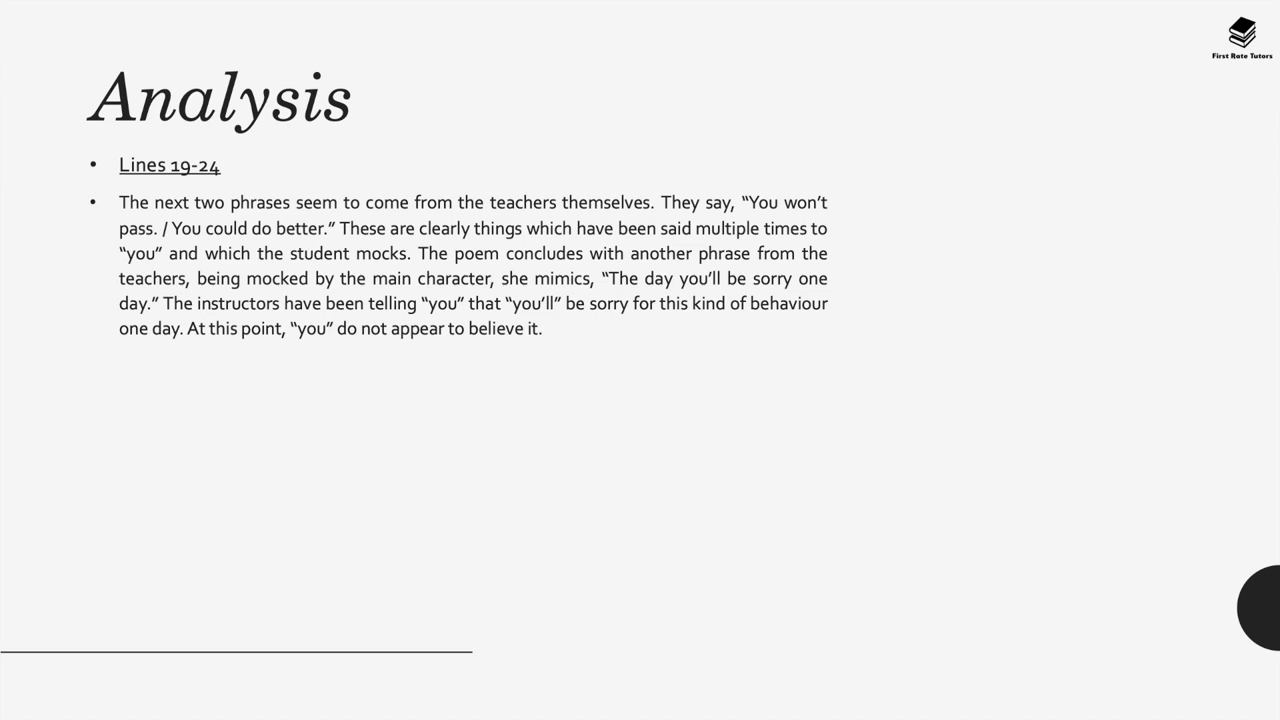 First Rate Tutors
Analysis
• Lines 19-24
• The next two phrases seem to come from the teachers themselves. They say, “You won’t
pass. / You could do better.” These are clearly things which have been said multiple times to
“you” and which the student mocks. The poem concludes with another phrase from the
teachers, being mocked by the main character, she mimics, “The day you’ll be sorry one
day.” The instructors have been telling “you” that “you’ll” be sorry for this kind of behaviour
one day. At this point, “you” do not appear to believe it.